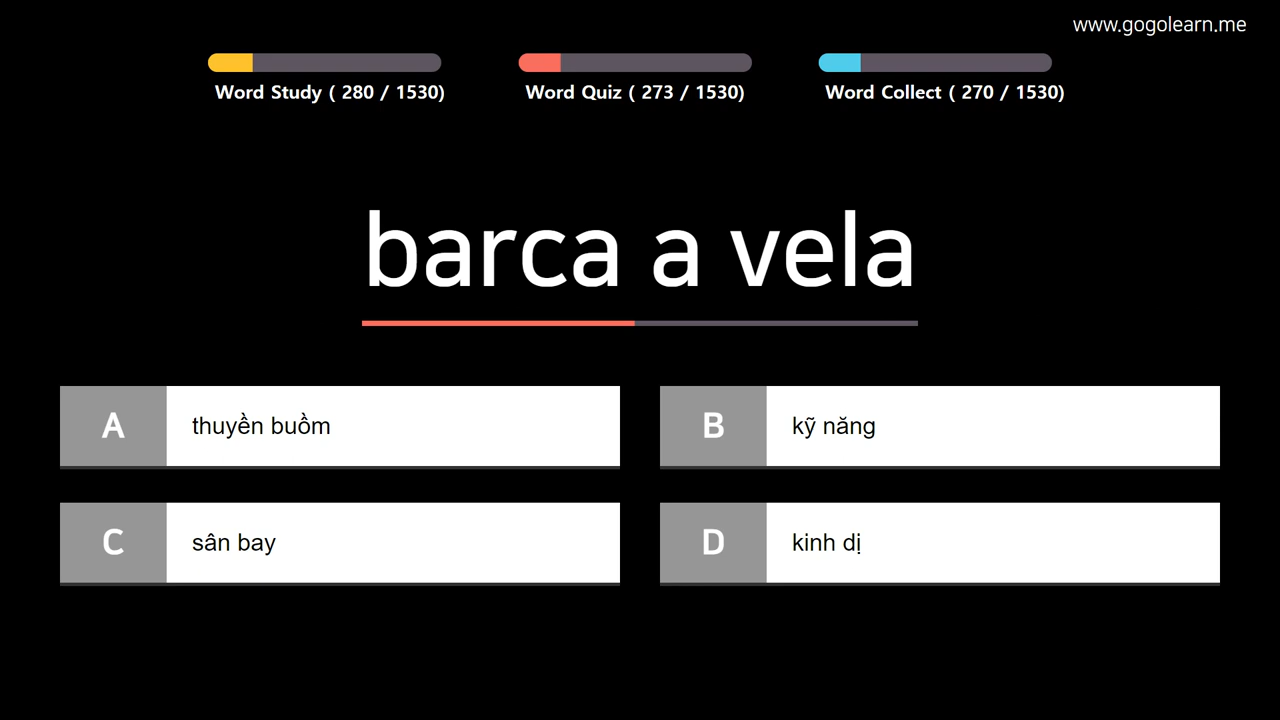 www.gogolearn.me
Word Study ( 280 / 1530)
Word Quiz ( 273 / 1530)
Word Collect ( 270 / 1530)
barca a vela
A thuyền buồm
B kỹ năng
C sân bay
D kinh dị